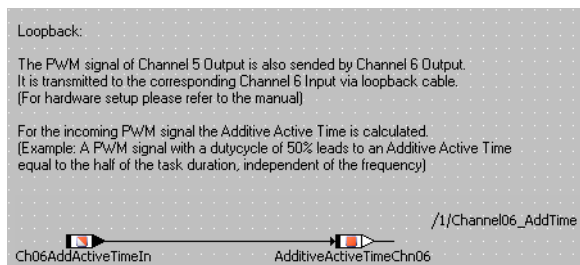 Loopback:
The PWM signal of Channel 5 Output is also sended by Channel 6 Output.
It is transmitted to the corresponding Channel 6 Input via loopback cable.
(For hardware setup please refer to the manual)
For the incoming PWM signal the Additive Active Time is calculated.
(Example: A PWM signal with a dutycycle of 50% leads to an Additive Active Time
equal to the half of the task duration, independent of the frequency)
/1/Channel06_AddTime
Ch06AddActiveTimeIn
AdditiveActiveTimeChn06